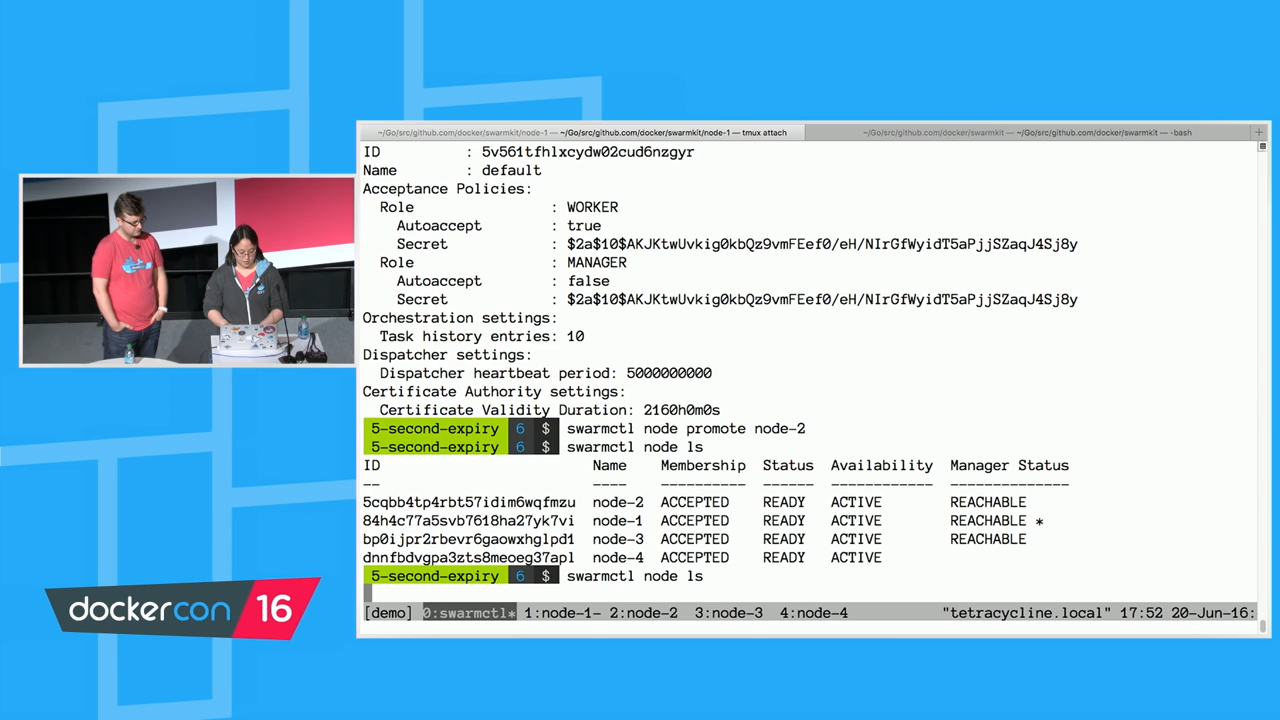 ~/Go/src/github.com/docker/swarmkit/node-1 — ~/Go/src/github.com/docker/swarmkit/node-1 — tmux attach
~/Go/src/github.com/docker/swarmkit — ~/Go/src/github.com/docker/swarmkit — -bash
+
ID : 5v561tfhlxcydw02cud6nzgyr
Name : default
Acceptance Policies:
Role : WORKER
Autoaccept : true
Secret : $2a$10$AKJKtwUvkig0kbQz9vmFEef0/eH/NIrGfWyidT5aPjjSZaqJ4Sj8y
Role : MANAGER
Autoaccept : false
Secret : $2a$10$AKJKtwUvkig0kbQz9vmFEef0/eH/NIrGfWyidT5aPjjSZaqJ4Sj8y
Orchestration settings:
Task history entries: 10
Dispatcher settings:
Dispatcher heartbeat period: 5000000000
Certificate Authority settings:
Certificate Validity Duration: 2160h0m0s
5-second-expiry 6 $ swarmctl node promote node-2
5-second-expiry 6 $ swarmctl node ls
ID Name Membership Status Availability Manager Status
-- ---- ---------- ------ ------------ --------------
5cqbb4tp4rbt57idim6wqfmzu node-2 ACCEPTED READY ACTIVE REACHABLE
84h4c77a5svb7618ha27yk7vi node-1 ACCEPTED READY ACTIVE REACHABLE *
bp0ijpr2rbevr6gaowxhglpd1 node-3 ACCEPTED READY ACTIVE REACHABLE
dnnfbdvgpa3zts8meoeg37apl node-4 ACCEPTED READY ACTIVE
5-second-expiry 6 $ swarmctl node ls
[demo] 0:swarmctl* 1:node-1- 2:node-2 3:node-3 4:node-4 "tetracycline.local" 17:52 20-Jun-16:
dockercon 16